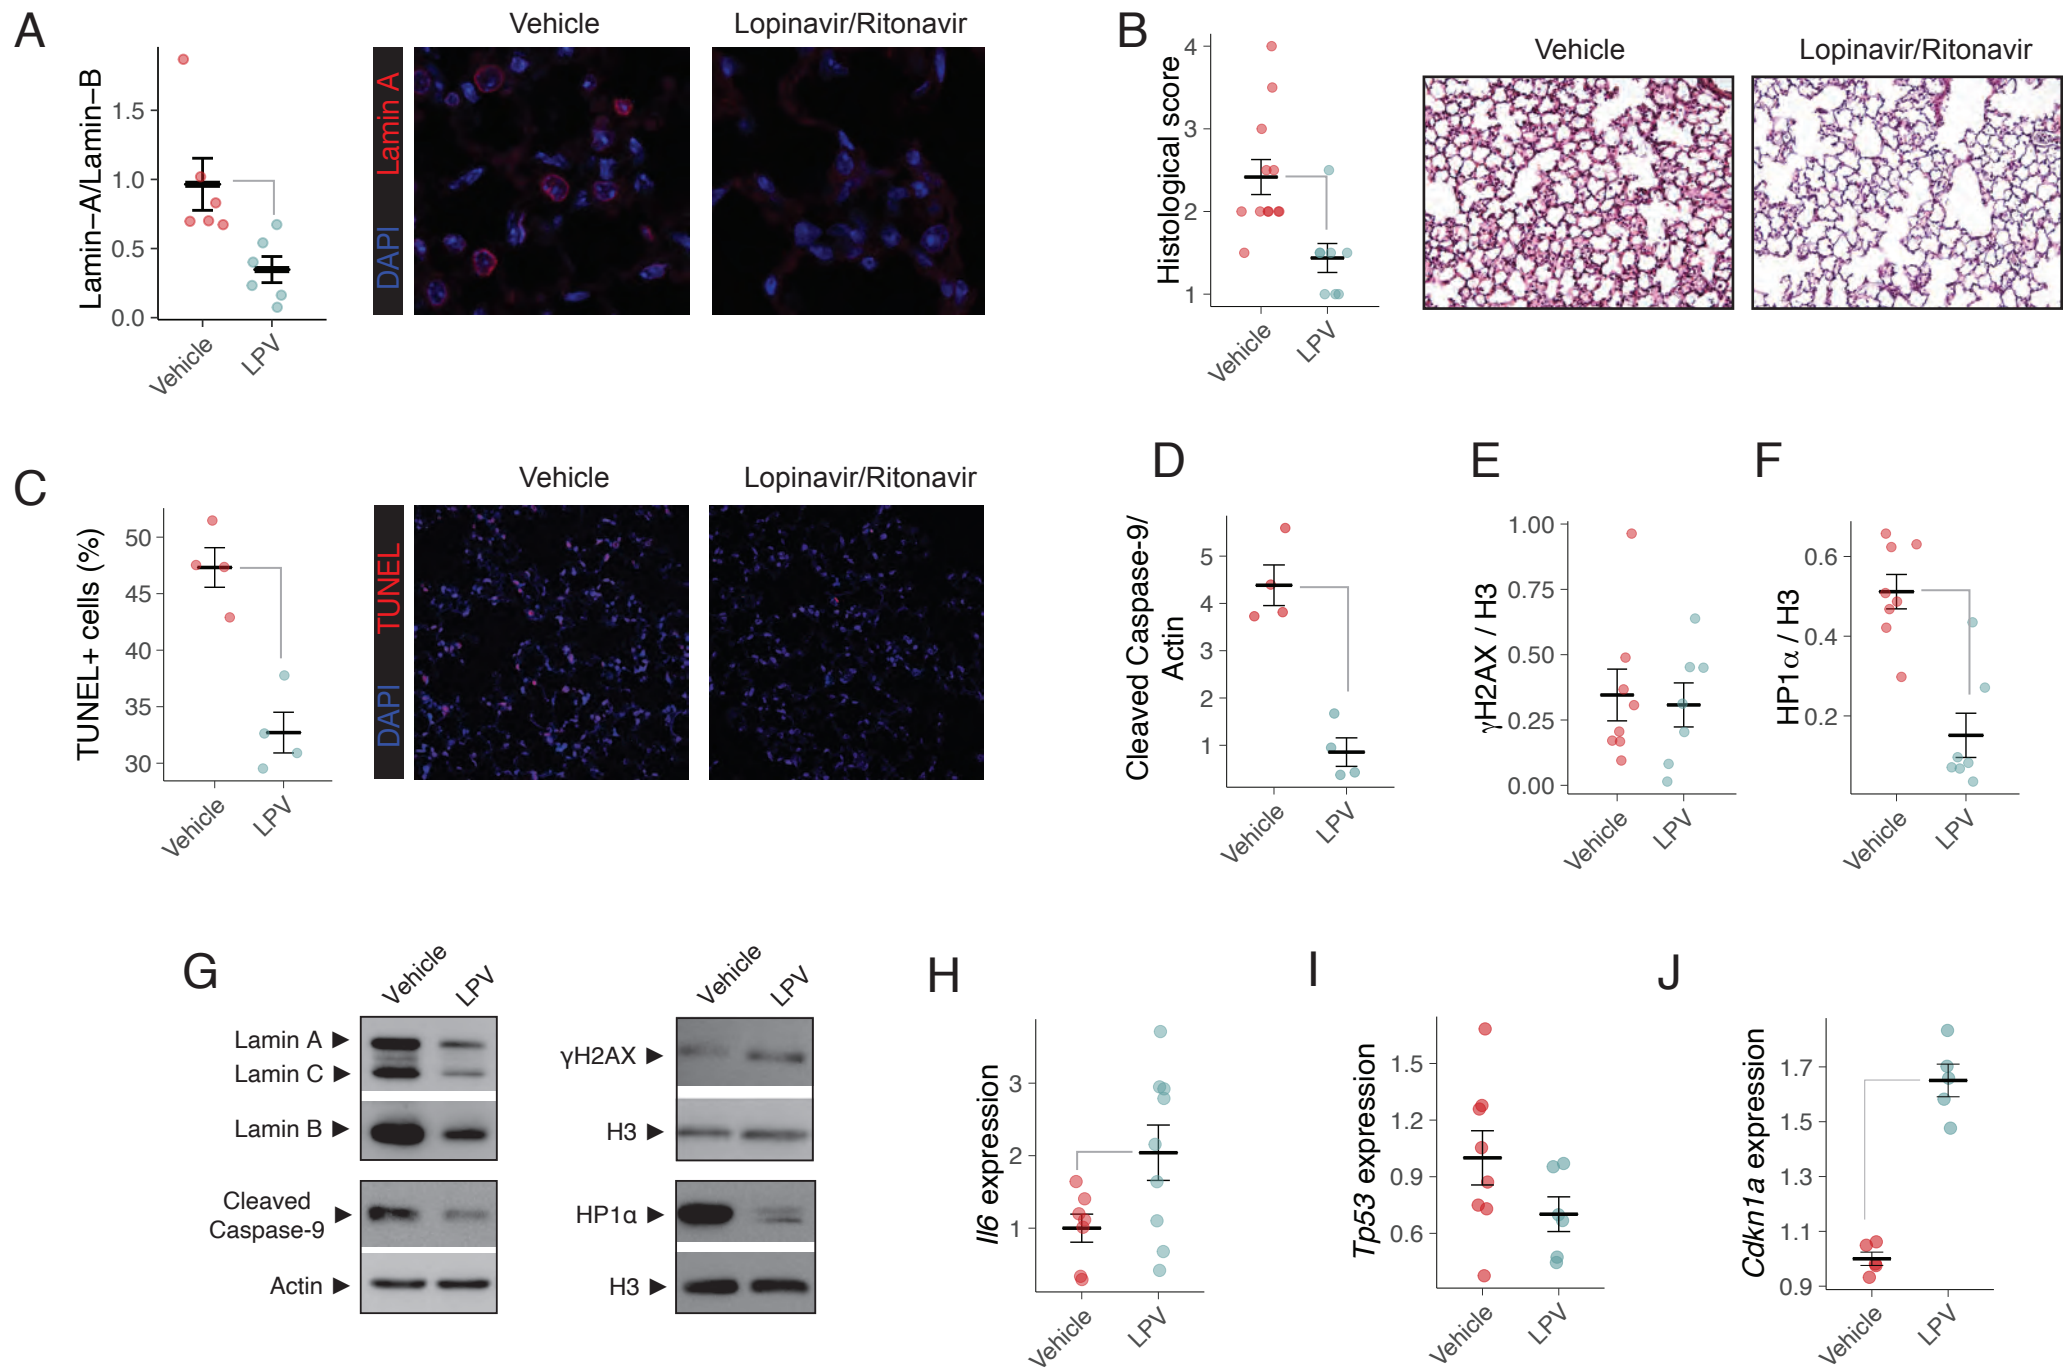 A
Vehicle
Lopinavir/Ritonavir
Lamin−A/Lamin−B
1.5
1.0
0.5
0.0
Vehicle
LPV
DAPI Lamin A
B
Vehicle
Lopinavir/Ritonavir
Histological score
4
3
2
1
Vehicle
LPV
C
Vehicle
Lopinavir/Ritonavir
TUNEL+ cells (%)
50
45
40
35
30
Vehicle
LPV
DAPI TUNEL
D
Cleaved Caspase-9/
Actin
5
4
3
2
1
Vehicle
LPV
E
γH2AX / H3
1.00
0.75
0.50
0.25
0.00
Vehicle
LPV
F
HP1α / H3
0.6
0.4
0.2
Vehicle
LPV
G
Vehicle
LPV
Lamin A
Lamin C
Lamin B
Cleaved
Caspase-9
Actin
Vehicle
LPV
γH2AX
H3
HP1α
H3
H
Il6 expression
3
2
1
Vehicle
LPV
I
Tp53 expression
1.5
1.2
0.9
0.6
Vehicle
LPV
J
Cdkn1a expression
1.7
1.5
1.3
1.1
0.9
Vehicle
LPV